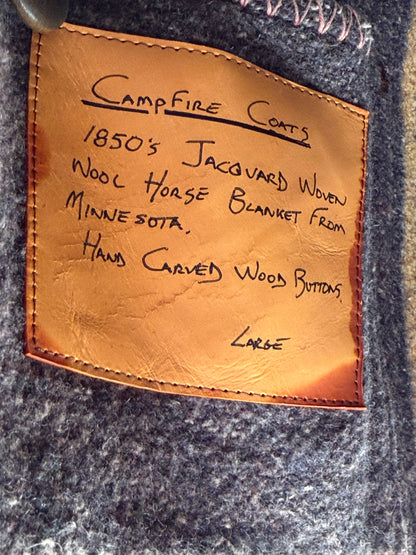 CAMPFIRE COATS
1850's JACQUARD WOVEN
WOOL HORSE BLANKET FROM
MINNESOTA.
HAND CARVED WOOD BUTTONS.
LARGE